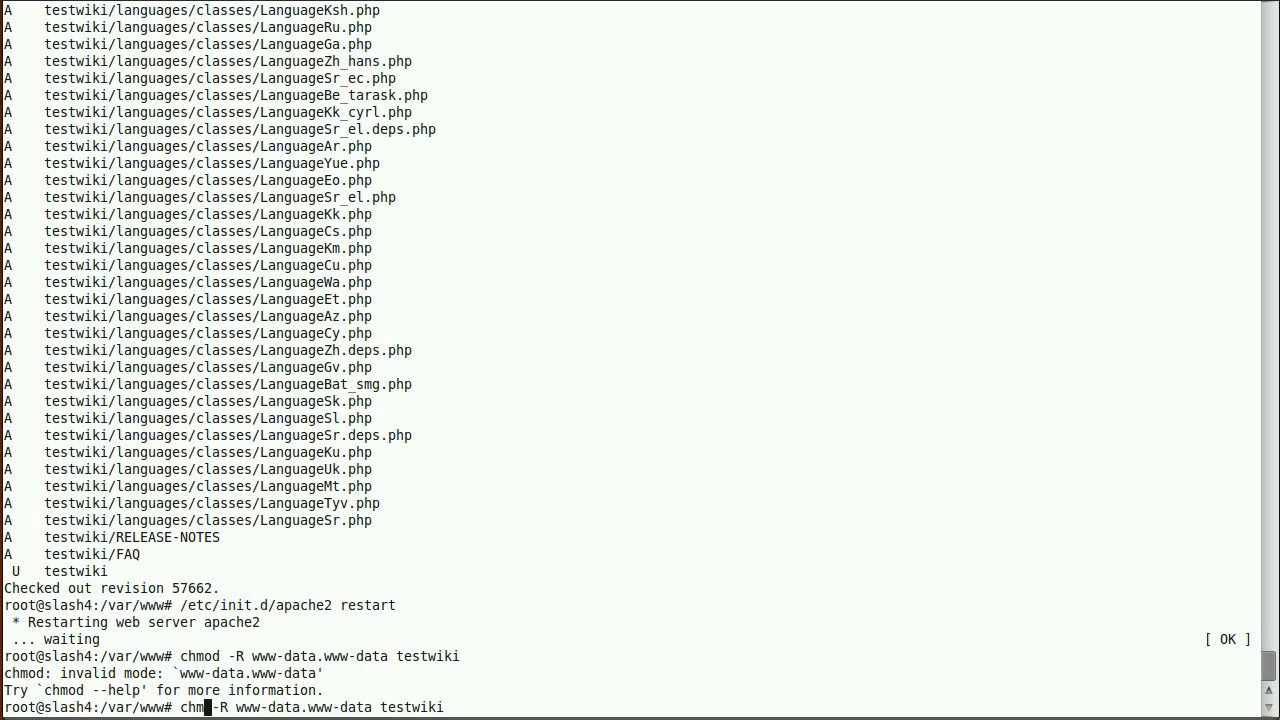 A    testwiki/languages/classes/LanguageKsh.php
A    testwiki/languages/classes/LanguageRu.php
A    testwiki/languages/classes/LanguageGa.php
A    testwiki/languages/classes/LanguageZh_hans.php
A    testwiki/languages/classes/LanguageSr_ec.php
A    testwiki/languages/classes/LanguageBe_tarask.php
A    testwiki/languages/classes/LanguageKk_cyrl.php
A    testwiki/languages/classes/LanguageSr_el.deps.php
A    testwiki/languages/classes/LanguageAr.php
A    testwiki/languages/classes/LanguageYue.php
A    testwiki/languages/classes/LanguageEo.php
A    testwiki/languages/classes/LanguageSr_el.php
A    testwiki/languages/classes/LanguageKk.php
A    testwiki/languages/classes/LanguageCs.php
A    testwiki/languages/classes/LanguageKm.php
A    testwiki/languages/classes/LanguageCu.php
A    testwiki/languages/classes/LanguageWa.php
A    testwiki/languages/classes/LanguageEt.php
A    testwiki/languages/classes/LanguageAz.php
A    testwiki/languages/classes/LanguageCy.php
A    testwiki/languages/classes/LanguageZh.deps.php
A    testwiki/languages/classes/LanguageGv.php
A    testwiki/languages/classes/LanguageBat_smg.php
A    testwiki/languages/classes/LanguageSk.php
A    testwiki/languages/classes/LanguageSl.php
A    testwiki/languages/classes/LanguageSr.deps.php
A    testwiki/languages/classes/LanguageKu.php
A    testwiki/languages/classes/LanguageUk.php
A    testwiki/languages/classes/LanguageMt.php
A    testwiki/languages/classes/LanguageTyv.php
A    testwiki/languages/classes/LanguageSr.php
A    testwiki/RELEASE-NOTES
A    testwiki/FAQ
 U   testwiki
Checked out revision 57662.
root@slash4:/var/www# /etc/init.d/apache2 restart
 * Restarting web server apache2
 ... waiting [ OK ]
root@slash4:/var/www# chmod -R www-data.www-data testwiki
chmod: invalid mode: `www-data.www-data'
Try `chmod --help' for more information.
root@slash4:/var/www# chm -R www-data.www-data testwiki